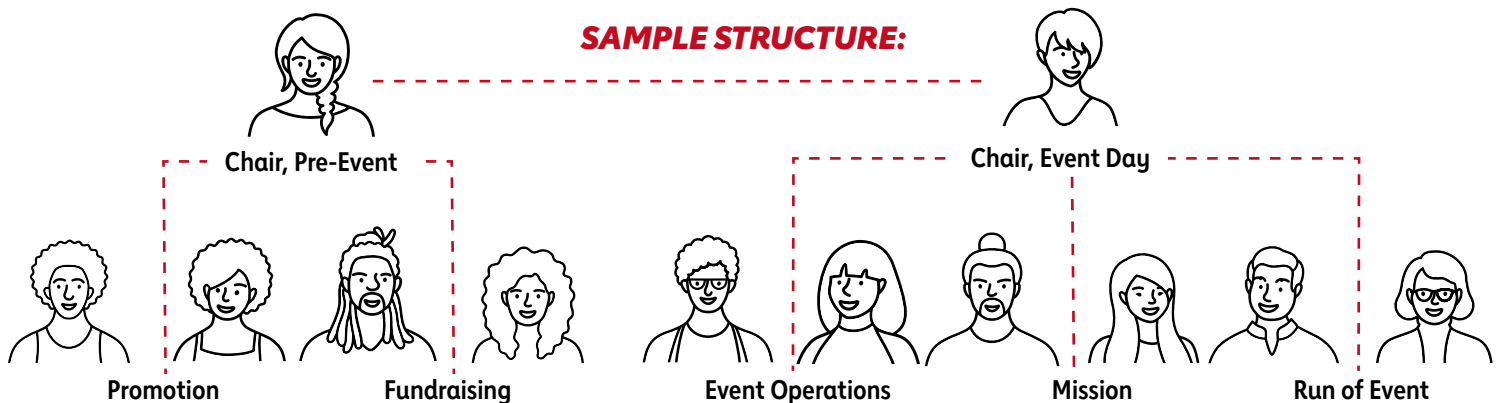 SAMPLE STRUCTURE:
Chair, Pre-Event
Chair, Event Day
Promotion
Fundraising
Event Operations
Mission
Run of Event